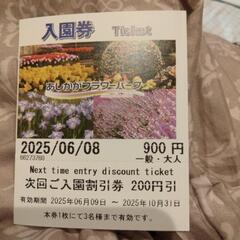 入園券 Ticket
あしかがフラワーパーク
2025/06/08 900 円
66273760 一般・大人
Next time entry discount ticket
次回ご入園割引券 200円引
有効期間 2025年06月09日 ～ 2025年10月31日
本券1枚にて3名様まで有効です。